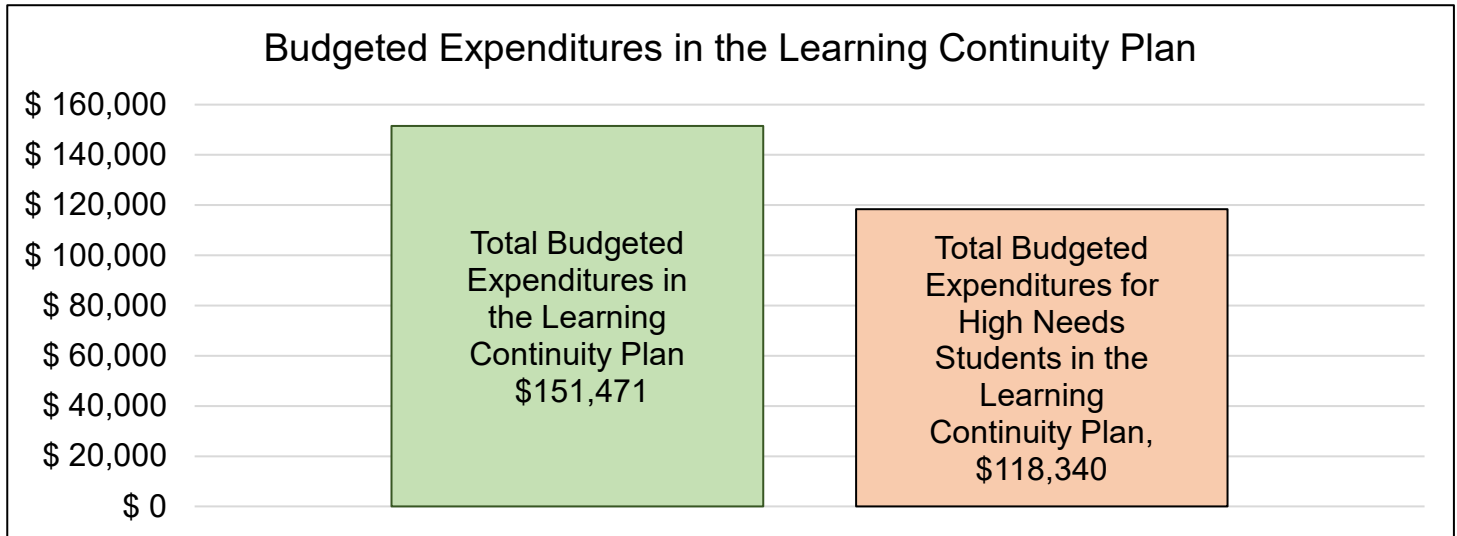 Budgeted Expenditures in the Learning Continuity Plan
$ 160,000
$ 140,000
$ 120,000
$ 100,000
$ 80,000
$ 60,000
$ 40,000
$ 20,000
$ 0
Total Budgeted
Expenditures in
the Learning
Continuity Plan
$151,471
Total Budgeted
Expenditures for
High Needs
Students in the
Learning
Continuity Plan,
$118,340